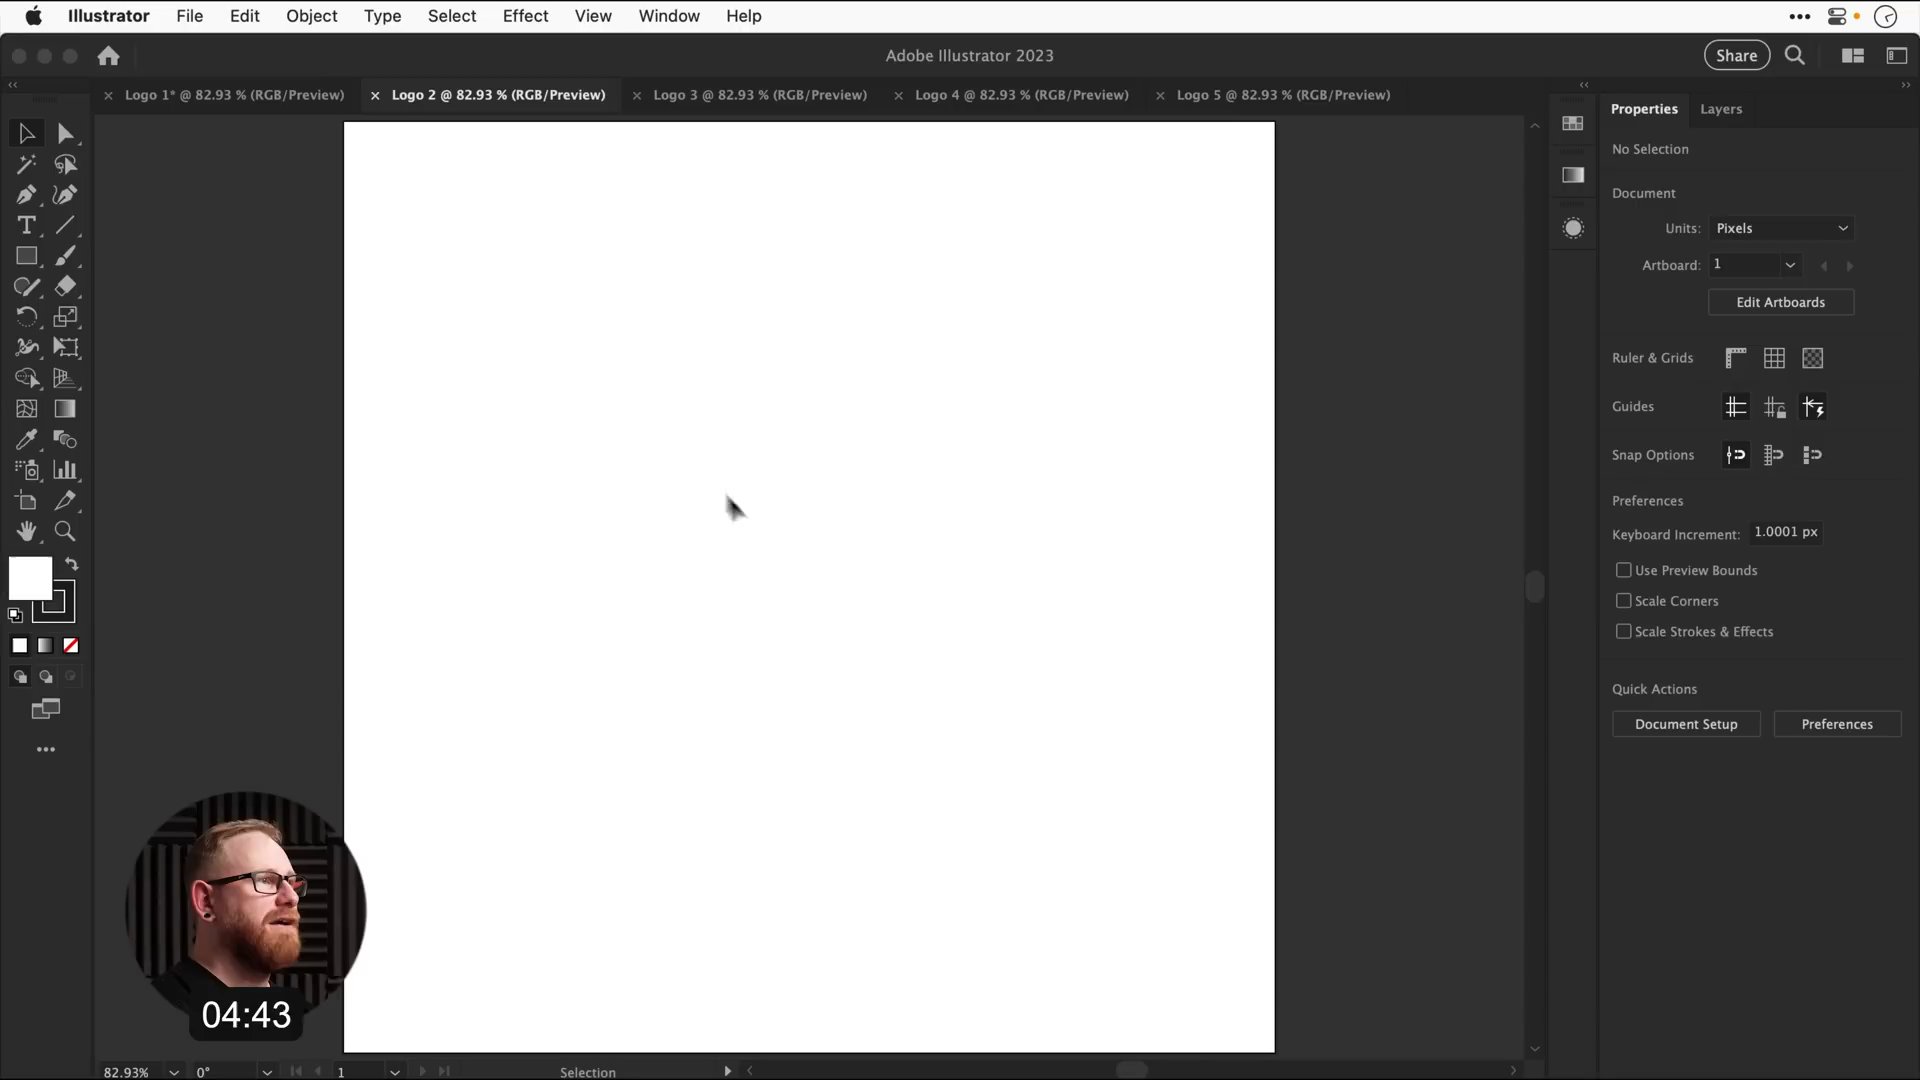 Illustrator File Edit Object Type Select Effect View Window Help
Adobe Illustrator 2023
Share
Logo 1* @ 82.93 % (RGB/Preview)
Logo 2 @ 82.93 % (RGB/Preview)
Logo 3 @ 82.93 % (RGB/Preview)
Logo 4 @ 82.93 % (RGB/Preview)
Logo 5 @ 82.93 % (RGB/Preview)
Properties
Layers
No Selection
Document
Units: Pixels
Artboard: 1
Edit Artboards
Ruler & Grids
Guides
Snap Options
Preferences
Keyboard Increment: 1.0001 px
Use Preview Bounds
Scale Corners
Scale Strokes & Effects
Quick Actions
Document Setup
Preferences
04:43
82.93%
0°
1
Selection